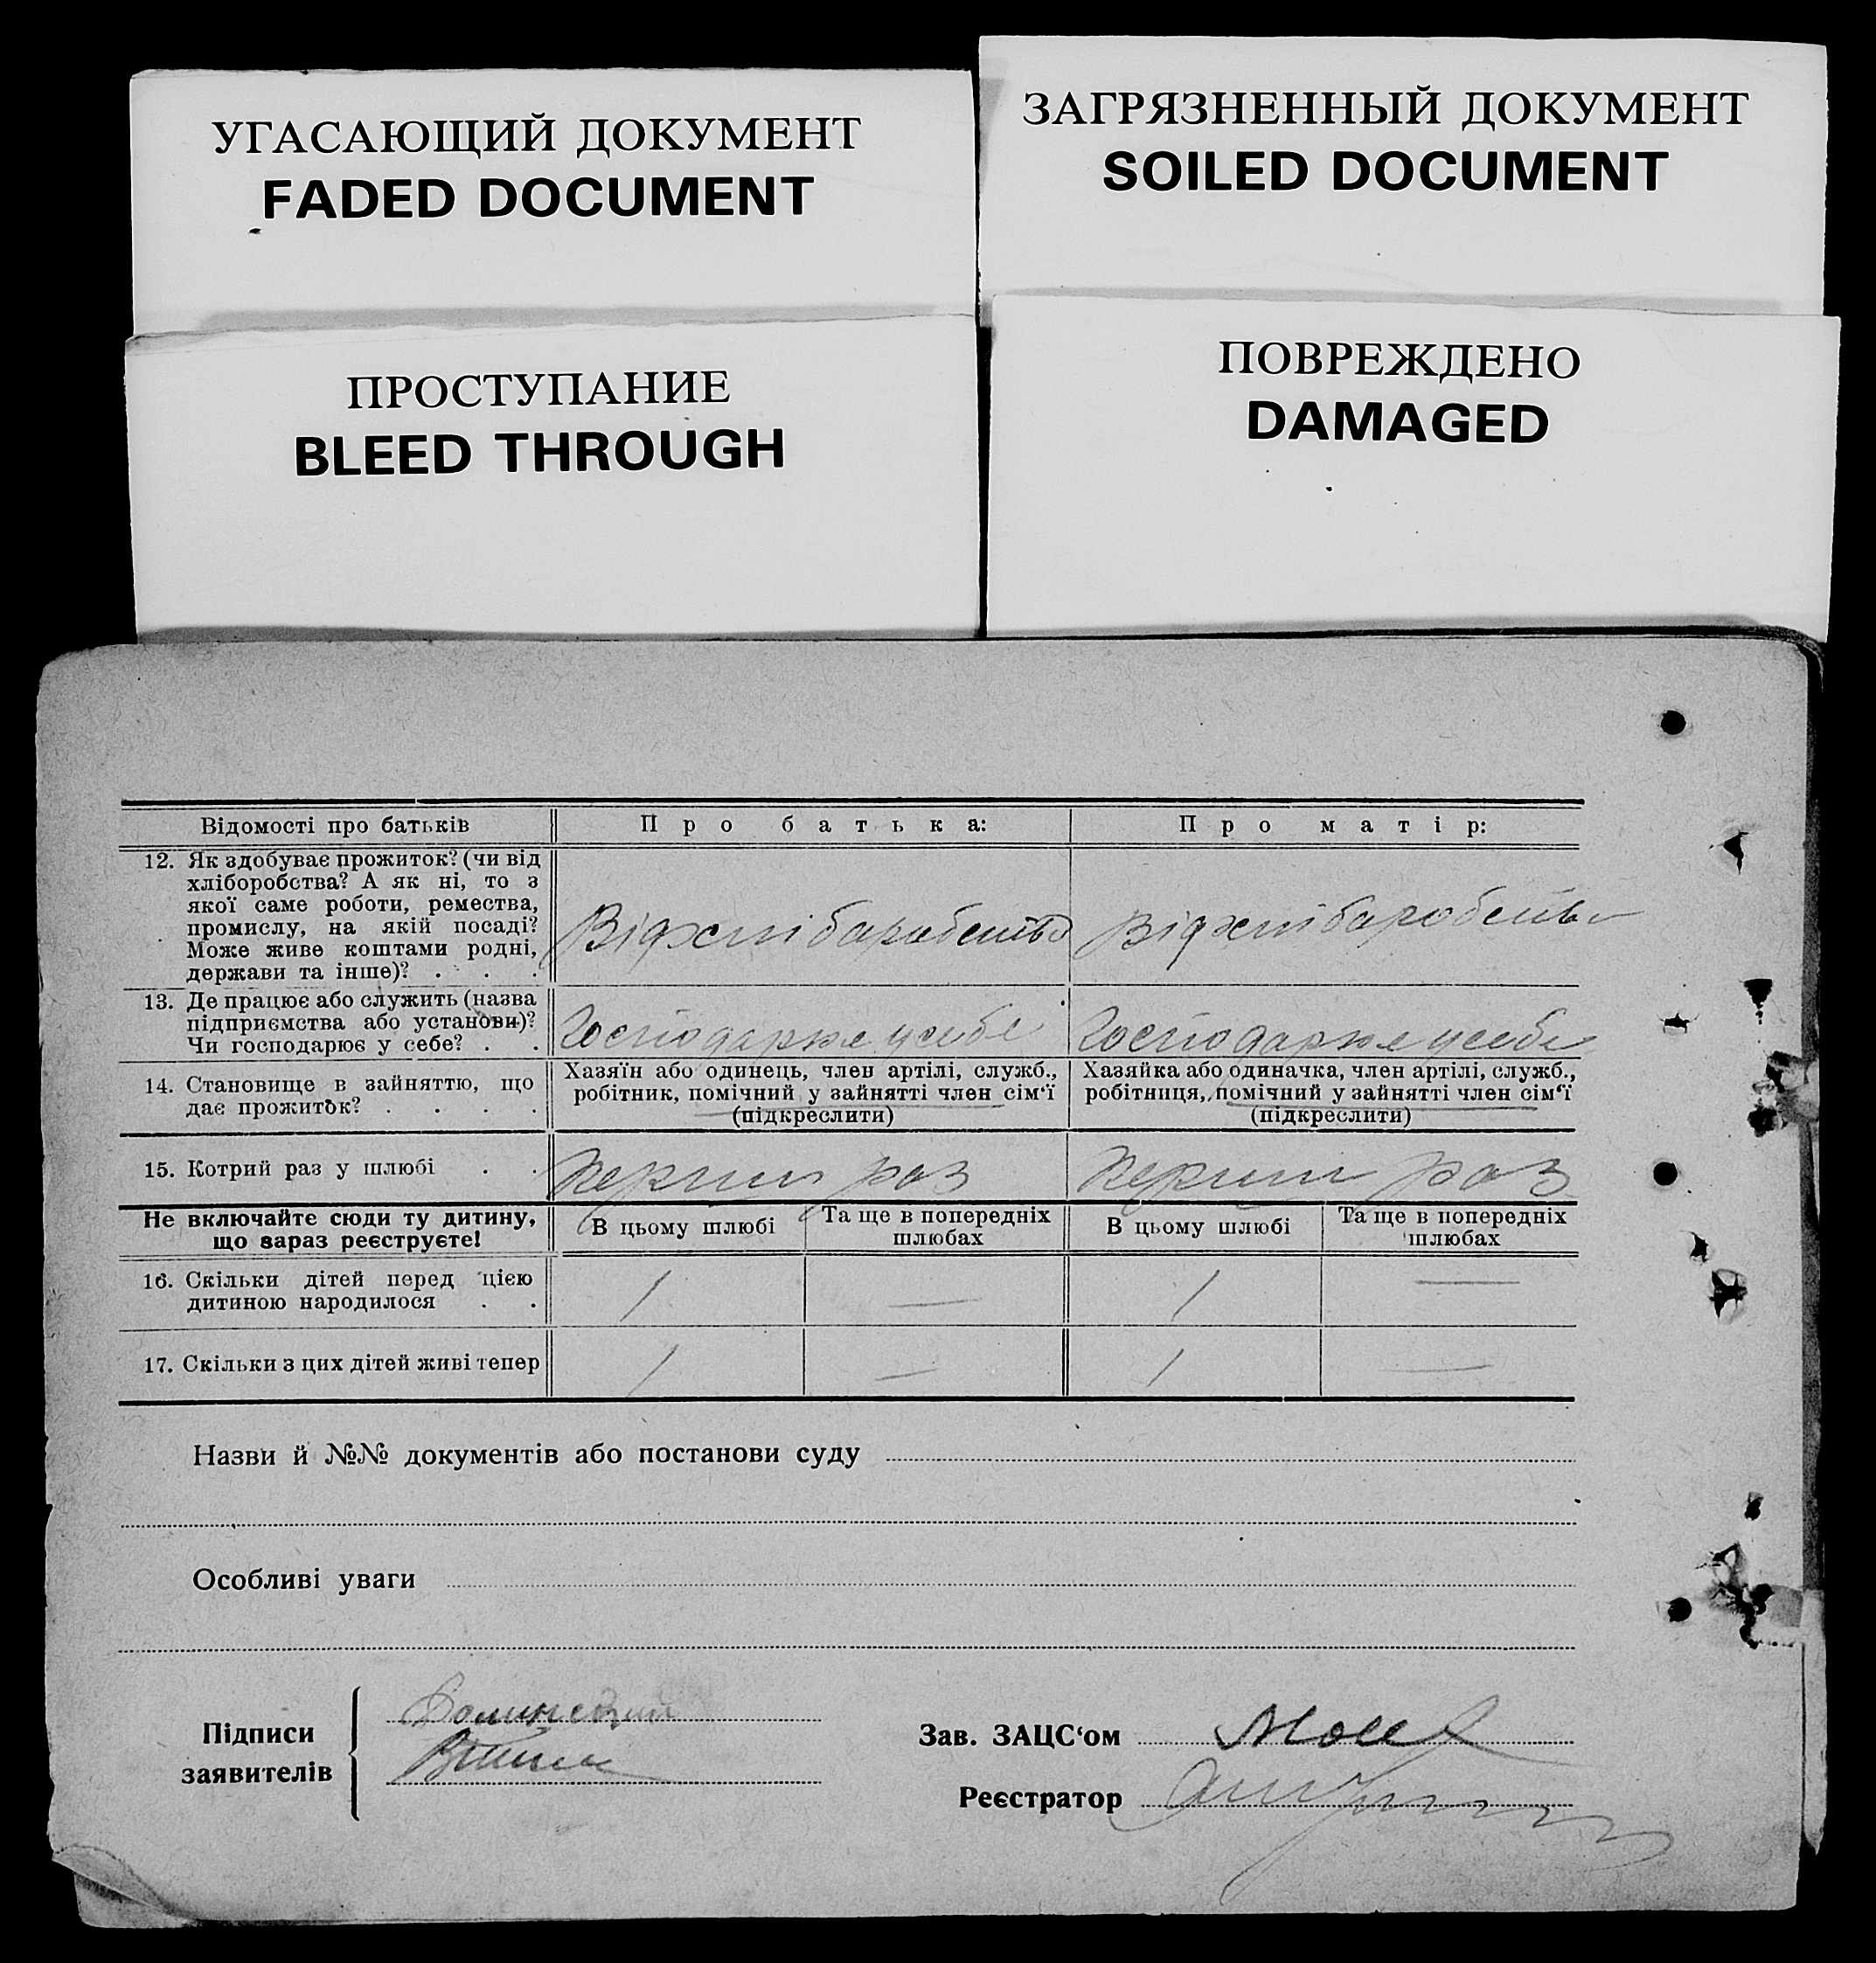 УГАСАЮЩИЙ ДОКУМЕНТ
FADED DOCUMENT
ЗАГРЯЗНЕННЫЙ ДОКУМЕНТ
SOILED DOCUMENT
ПРОСТУПАНИЕ
BLEED THROUGH
ПОВРЕЖДЕНО
DAMAGED
Відомості про батьків
Про батька:
Про матір:
12. Як здобуває прожиток? (чи від
хліборобства? А як ні, то з
якої саме роботи, ремества,
промислу, на якій посаді?
Може живе коштами родні,
держави та інше)? . . .
Від хлібаробства
Від хлібаробства
13. Де працює або служить (назва
підприємства або установи)?
Чи господарює у себе? . .
Господарює у себе
Господарює у себе
14. Становище в зайняттю, що
дає прожиток? . . . .
Хазяїн або одинець, член артілі, служб.,
робітник, помічний у зайнятті член сім‘ї
(підкреслити)
Хазяйка або одиначка, член артілі, служб.,
робітниця, помічний у зайнятті член сім‘ї
(підкреслити)
15. Котрий раз у шлюбі . .
перший раз
перший раз
Не включайте сюди ту дитину,
що зараз реєструєте!
В цьому шлюбі
Та ще в попередніх
шлюбах
В цьому шлюбі
Та ще в попередніх
шлюбах
16. Скільки дітей перед цією
дитиною народилося . .
1 — 1 —
17. Скільки з цих дітей живі тепер
1 — 1 —
Назви й №№ документів або постанови суду
Особливі уваги
Підписи
заявителів
Зав. ЗАЦС‘ом
Реєстратор